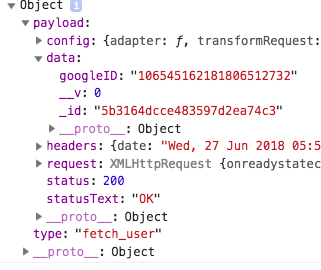 ▼ Object i
▼ payload:
▶ config: {adapter: ƒ, transformRequest:
▼ data:
googleID: "106545162181806512732"
__v: 0
_id: "5b3164dcce483597d2ea74c3"
▶ __proto__: Object
▶ headers: {date: "Wed, 27 Jun 2018 05:5
▶ request: XMLHttpRequest {onreadystatec
status: 200
statusText: "OK"
▶ __proto__: Object
type: "fetch_user"
▶ __proto__: Object